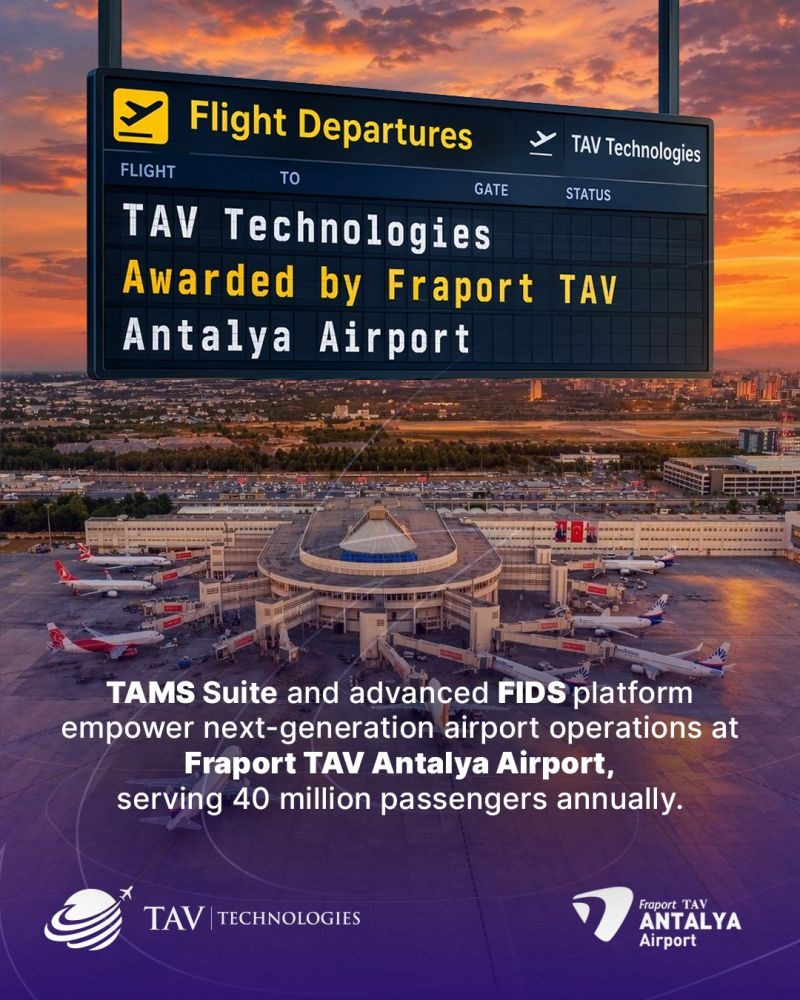 Flight Departures
TAV Technologies
FLIGHT TO GATE STATUS
TAV Technologies
Awarded by Fraport TAV
Antalya Airport
TAMS Suite and advanced FIDS platform
empower next-generation airport operations at
Fraport TAV Antalya Airport,
serving 40 million passengers annually.
TAV | TECHNOLOGIES
Fraport TAV
ANTALYA
Airport